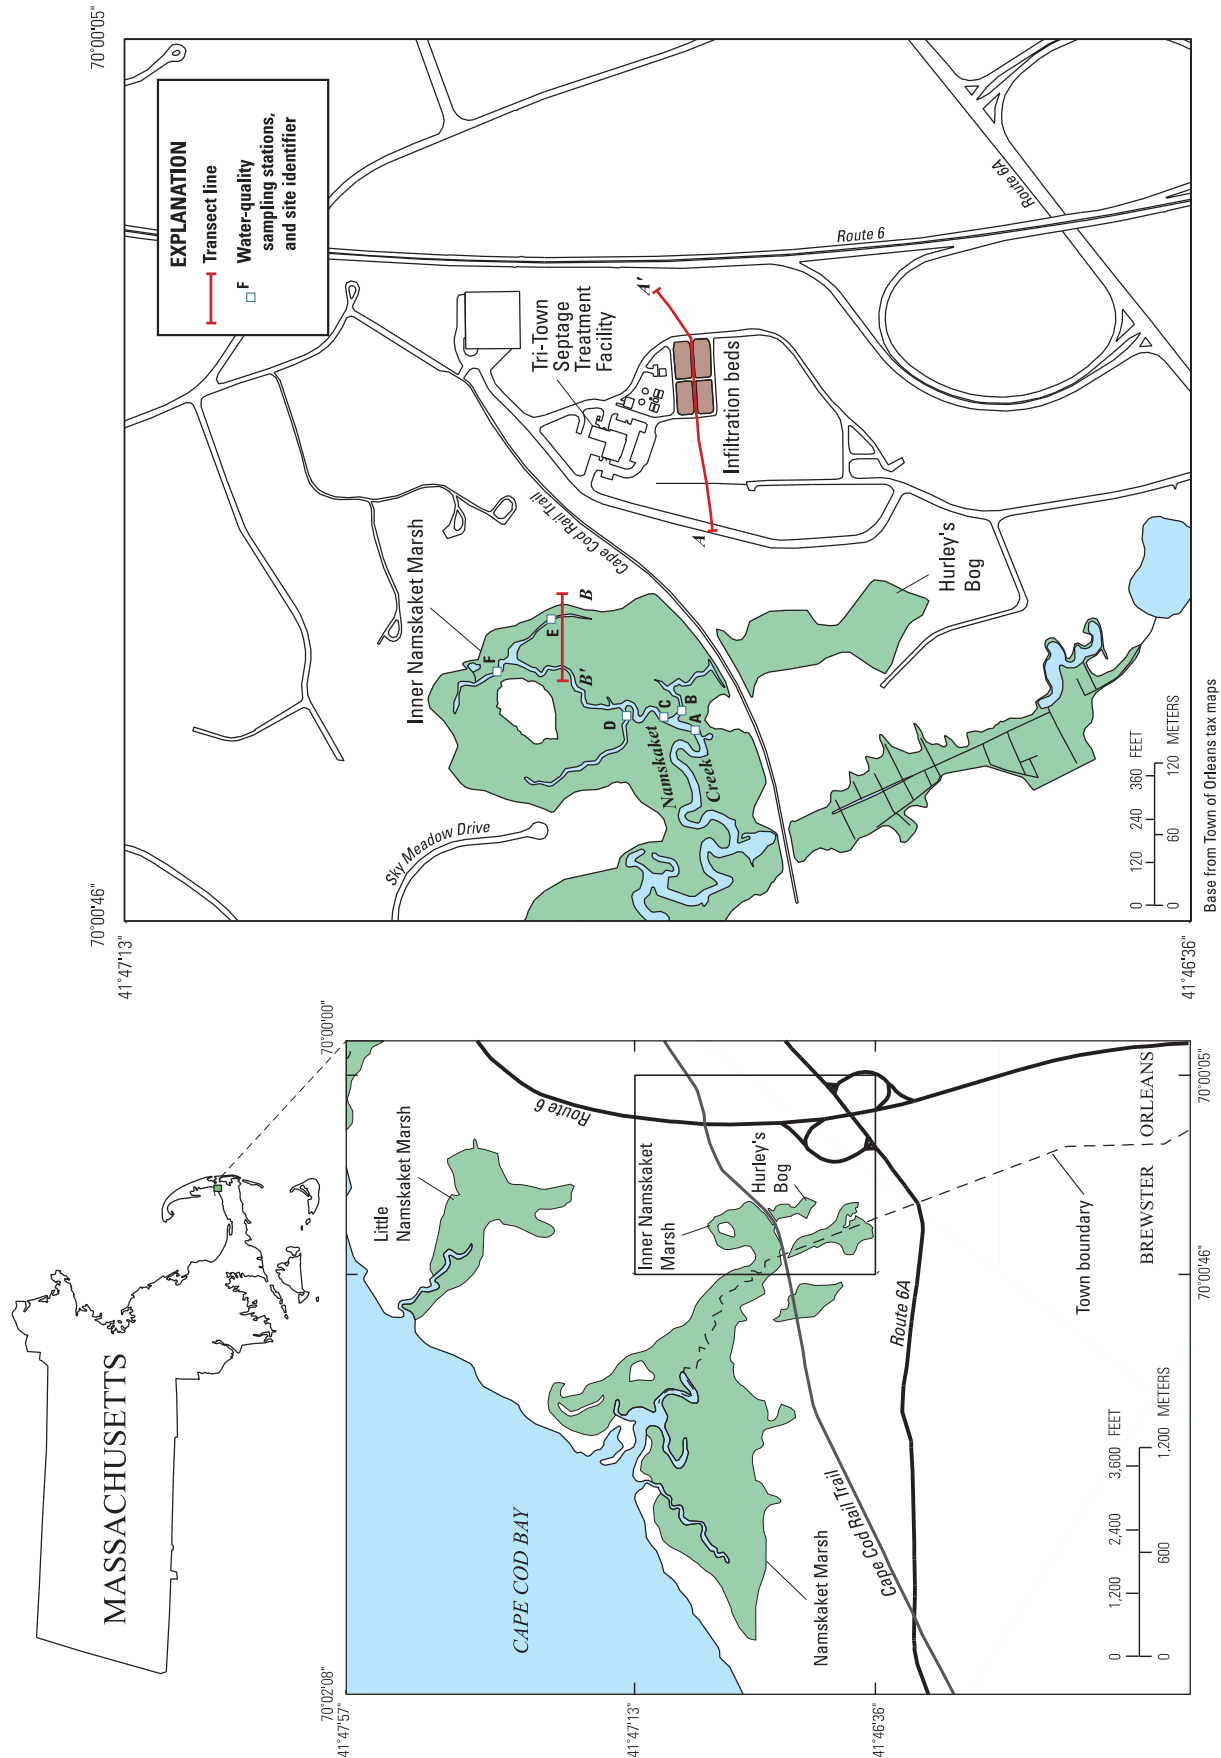 MASSACHUSETTS
70°02'08"
70°00'00"
41°47'57"
41°47'13"
41°46'36"
CAPE COD BAY
Little
Namskaket Marsh
Route 6
Inner Namskaket
Marsh
Hurley's
Bog
Namskaket Marsh
Cape Cod Rail Trail
Route 6A
Town boundary
BREWSTER
ORLEANS
0
1,200
2,400
3,600 FEET
0
600
1,200 METERS
70°00'46"
70°00'05"
70°00'46"
70°00'05"
41°47'13"
41°46'36"
EXPLANATION
Transect line
F
Water-quality
sampling stations,
and site identifier
Sky Meadow Drive
Inner Namskaket Marsh
Cape Cod Rail Trail
Tri-Town
Septage
Treatment
Facility
Infiltration beds
Route 6
Route 6A
Hurley's
Bog
Namskaket
Creek
A
A'
B
B'
A
B
C
D
E
F
0
120
240
360 FEET
0
60
120 METERS
Base from Town of Orleans tax maps